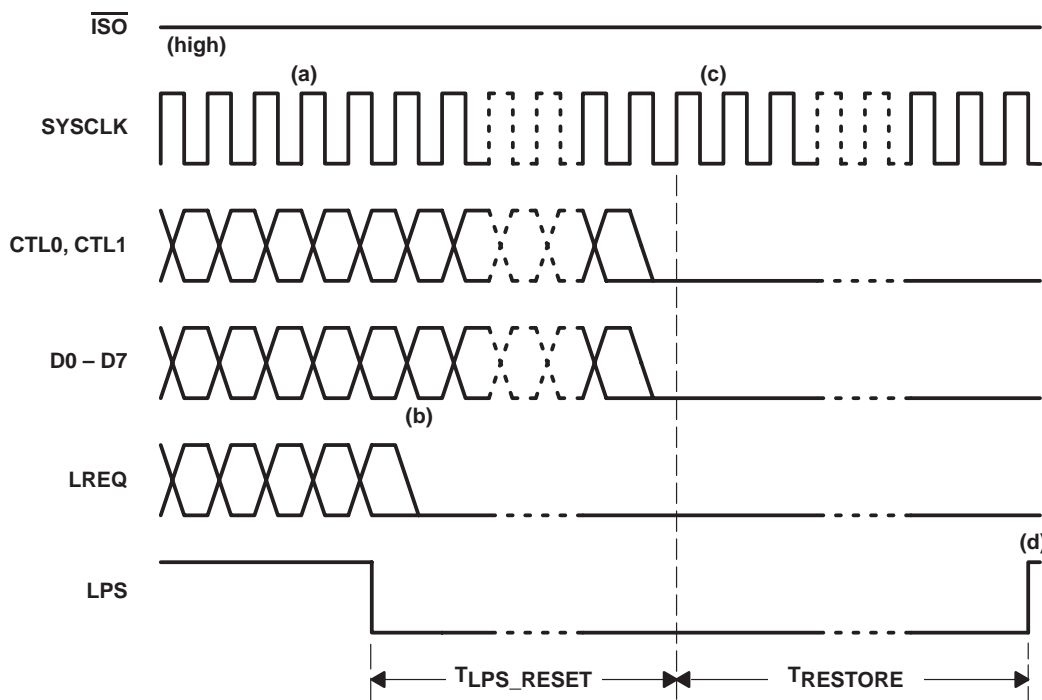 ISO
(high)
(a)
(c)
SYSCLK
CTL0, CTL1
D0 – D7
(b)
LREQ
(d)
LPS
TLPS_RESET
TRESTORE